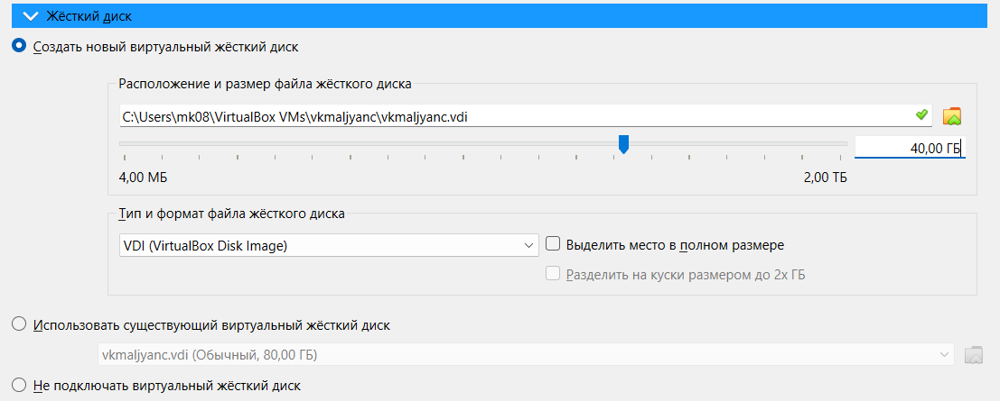 Жёсткий диск
Создать новый виртуальный жёсткий диск
Расположение и размер файла жёсткого диска
C:\Users\mk08\VirtualBox VMs\vkmaljyanc\vkmaljyanc.vdi
40,00 ГБ
4,00 МБ 2,00 ТБ
Тип и формат файла жёсткого диска
VDI (VirtualBox Disk Image) Выделить место в полном размере
Разделить на куски размером до 2х ГБ
Использовать существующий виртуальный жёсткий диск
vkmaljyanc.vdi (Обычный, 80,00 ГБ)
Не подключать виртуальный жёсткий диск